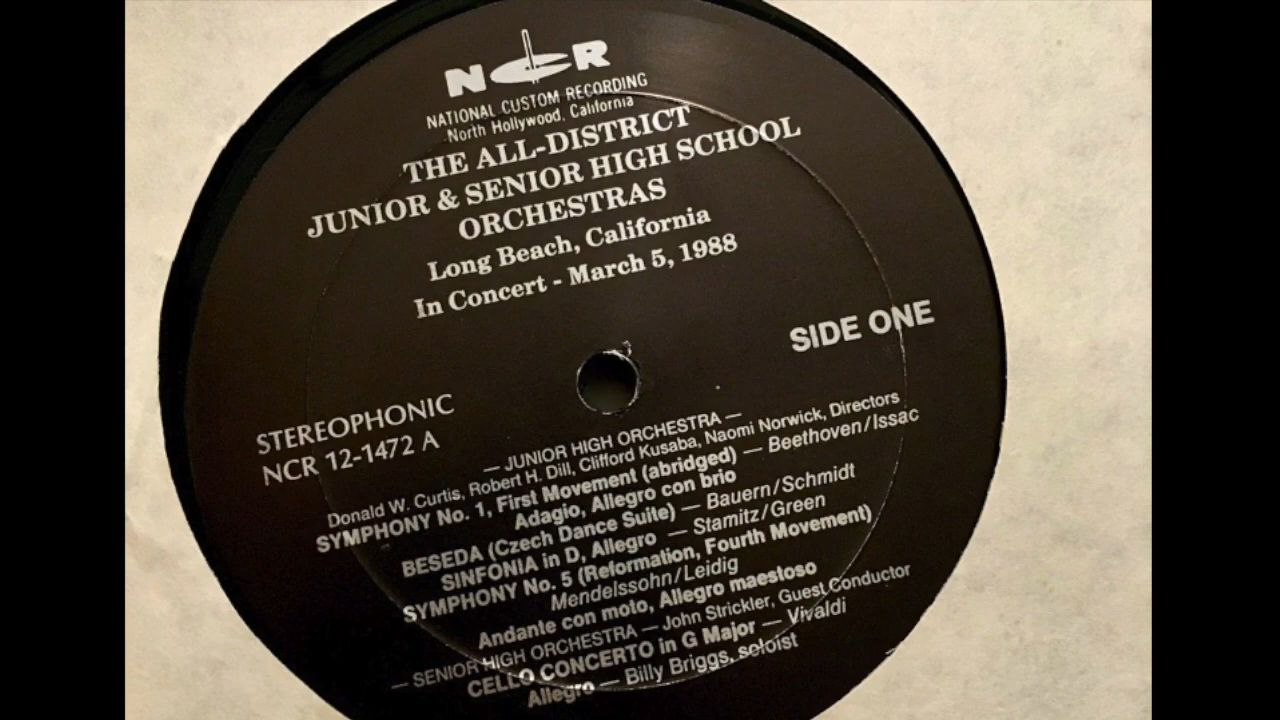 NCR
NATIONAL CUSTOM RECORDING
North Hollywood, California
THE ALL-DISTRICT
JUNIOR & SENIOR HIGH SCHOOL
ORCHESTRAS
Long Beach, California
In Concert - March 5, 1988
SIDE ONE
STEREOPHONIC
NCR 12-1472 A
— JUNIOR HIGH ORCHESTRA —
Donald W. Curtis, Robert H. Dill, Clifford Kusaba, Naomi Norwick, Directors
SYMPHONY No. 1, First Movement (abridged) — Beethoven/Issac
Adagio, Allegro con brio
BESEDA (Czech Dance Suite) — Bauern/Schmidt
SINFONIA in D, Allegro — Stamitz/Green
SYMPHONY No. 5 (Reformation, Fourth Movement)
Mendelssohn/Leidig
Andante con moto, Allegro maestoso
— SENIOR HIGH ORCHESTRA — John Strickler, Guest Conductor
CELLO CONCERTO in G Major — Vivaldi
Allegro — Billy Briggs, soloist